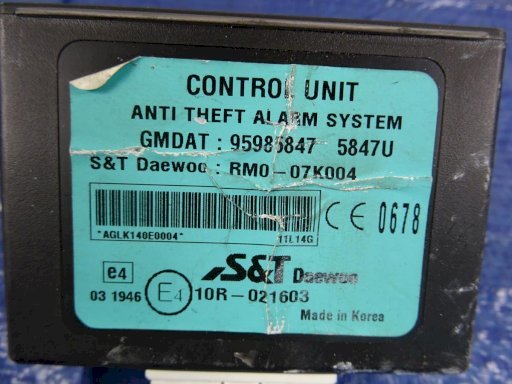 CONTROL UNIT
ANTI THEFT ALARM SYSTEM
GMDAT : 95985847 5847U
S&T Daewoo : RM0-07K004
*AGLK140E0004* 11L14G
CE 0678
e4
S&T Daewoo
03 1946 E4 10R-021603
Made in Korea